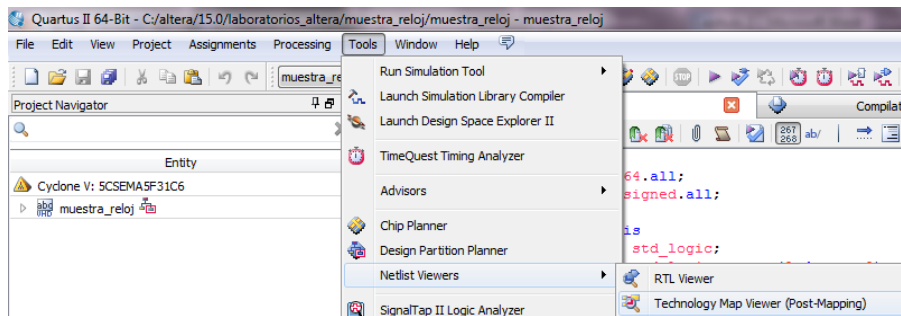 Quartus II 64-Bit - C:/altera/15.0/laboratorios_altera/muestra_reloj/muestra_reloj - muestra_reloj
File Edit View Project Assignments Processing Tools Window Help
muestra_re
Run Simulation Tool
Project Navigator
Launch Simulation Library Compiler
Compilat
Launch Design Space Explorer II
267
268
ab/
Entity
TimeQuest Timing Analyzer
64.all;
Cyclone V: 5CSEMA5F31C6
Advisors
signed.all;
muestra_reloj
Chip Planner
is
Design Partition Planner
std_logic;
Netlist Viewers
RTL Viewer
SignalTap II Logic Analyzer
Technology Map Viewer (Post-Mapping)